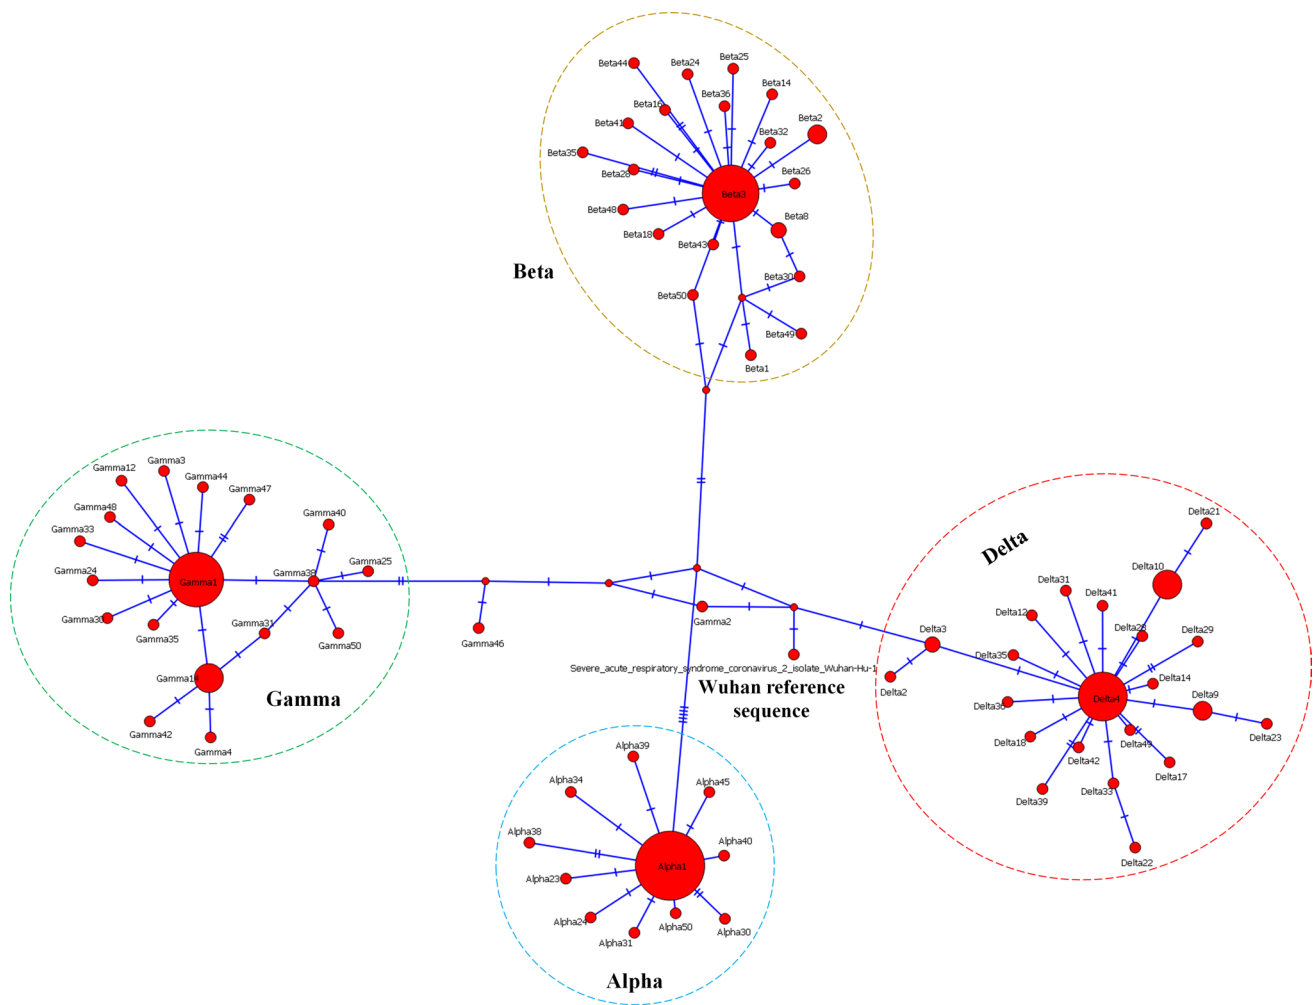 Beta25
Beta44
Beta24
Beta14
Beta36
Beta16
Beta2
Beta41
Beta32
Beta35
Beta28
Beta26
Beta3
Beta48
Beta8
Beta18
Beta43
Beta
Beta30
Beta50
Beta49
Beta1
Gamma3
Gamma12
Gamma44
Gamma47
Gamma48
Gamma33
Gamma40
Gamma25
Gamma24
Gamma1
Gamma38
Gamma30
Gamma31
Gamma35
Gamma50
Gamma46
Gamma14
Gamma
Gamma42
Gamma4
Gamma2
Severe_acute_respiratory_syndrome_coronavirus_2_isolate_Wuhan-Hu-1
Wuhan reference
sequence
Delta
Delta21
Delta10
Delta31
Delta41
Delta12
Delta28
Delta29
Delta3
Delta35
Delta14
Delta2
Delta4
Delta9
Delta36
Delta23
Delta18
Delta49
Delta42
Delta17
Delta39
Delta33
Delta22
Alpha39
Alpha34
Alpha45
Alpha38
Alpha40
Alpha1
Alpha23
Alpha24
Alpha50
Alpha30
Alpha31
Alpha